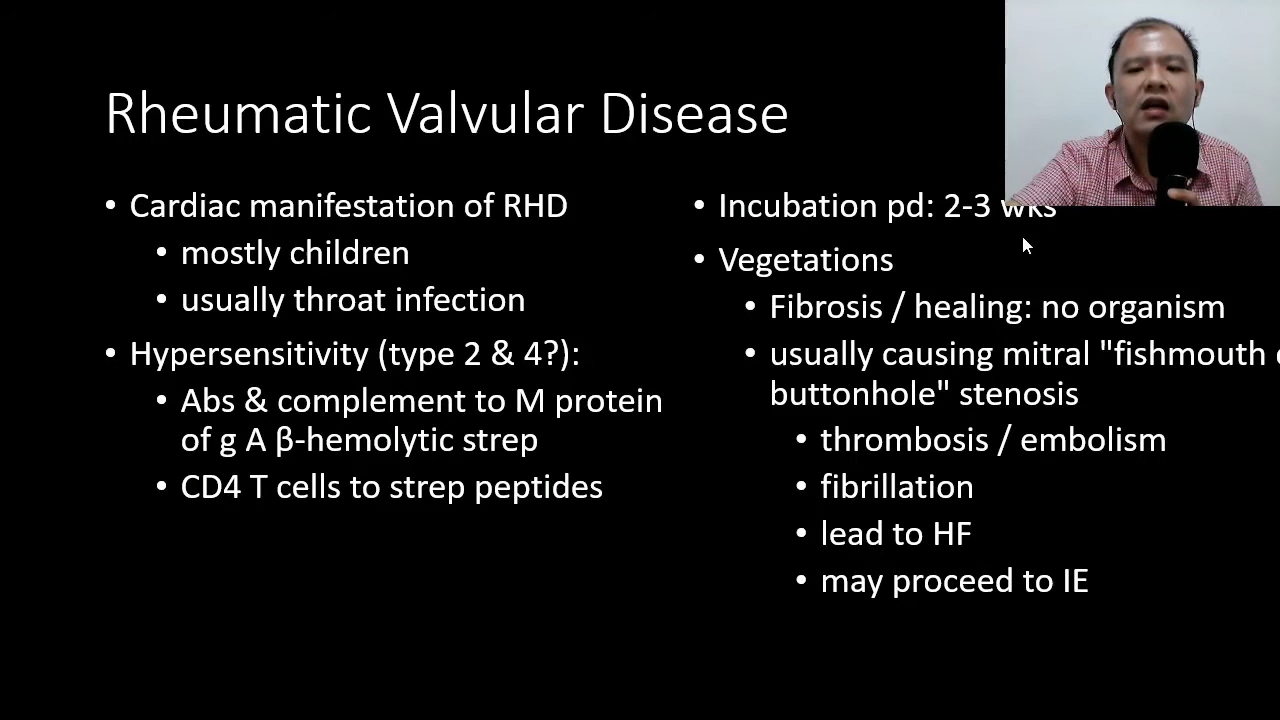 Rheumatic Valvular Disease
• Cardiac manifestation of RHD
• mostly children
• usually throat infection
• Hypersensitivity (type 2 & 4?):
• Abs & complement to M protein
of g A β-hemolytic strep
• CD4 T cells to strep peptides
• Incubation pd: 2-3 wks
• Vegetations
• Fibrosis / healing: no organism
• usually causing mitral "fishmouth
buttonhole" stenosis
• thrombosis / embolism
• fibrillation
• lead to HF
• may proceed to IE